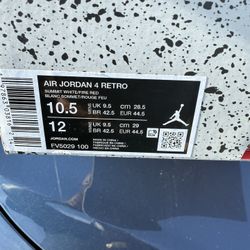 AIR JORDAN 4 RETRO
SUMMIT WHITE/FIRE RED
BLANC SOMMET/ROUGE FEU
10.5 UK 9.5 cm 28.5
BR 42.5 EUR 44.5
12 UK 9.5 cm 29
BR 42.5 EUR 44.5
FV5029 100